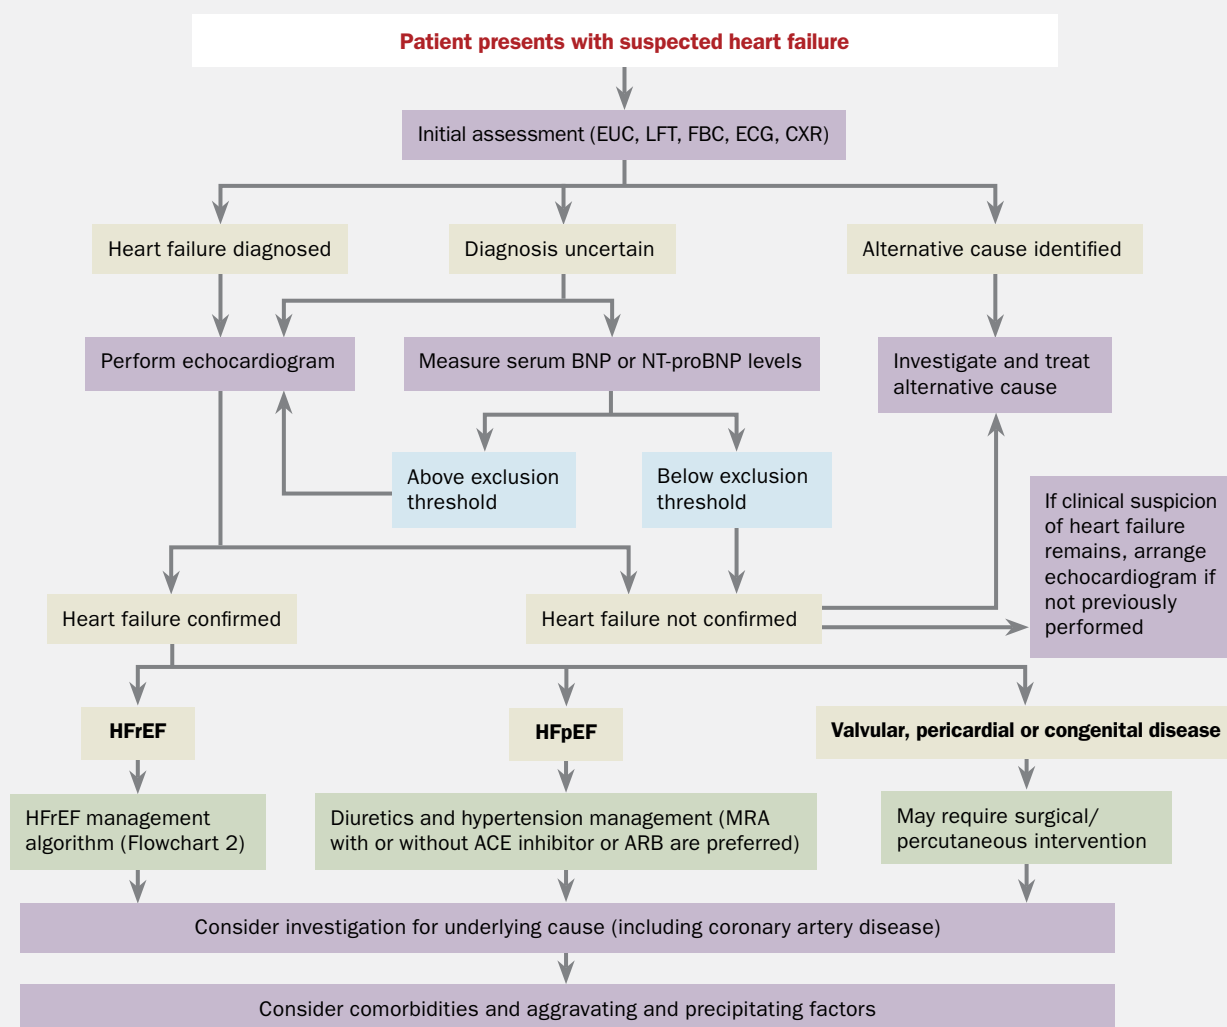 Patient presents with suspected heart failure
Initial assessment (EUC, LFT, FBC, ECG, CXR)
Heart failure diagnosed
Diagnosis uncertain
Alternative cause identified
Perform echocardiogram
Measure serum BNP or NT-proBNP levels
Investigate and treat
alternative cause
Above exclusion
threshold
Below exclusion
threshold
If clinical suspicion
of heart failure
remains, arrange
echocardiogram if
not previously
performed
Heart failure confirmed
Heart failure not confirmed
HFrEF
HFpEF
Valvular, pericardial or congenital disease
HFrEF management
algorithm (Flowchart 2)
Diuretics and hypertension management (MRA
with or without ACE inhibitor or ARB are preferred)
May require surgical/
percutaneous intervention
Consider investigation for underlying cause (including coronary artery disease)
Consider comorbidities and aggravating and precipitating factors